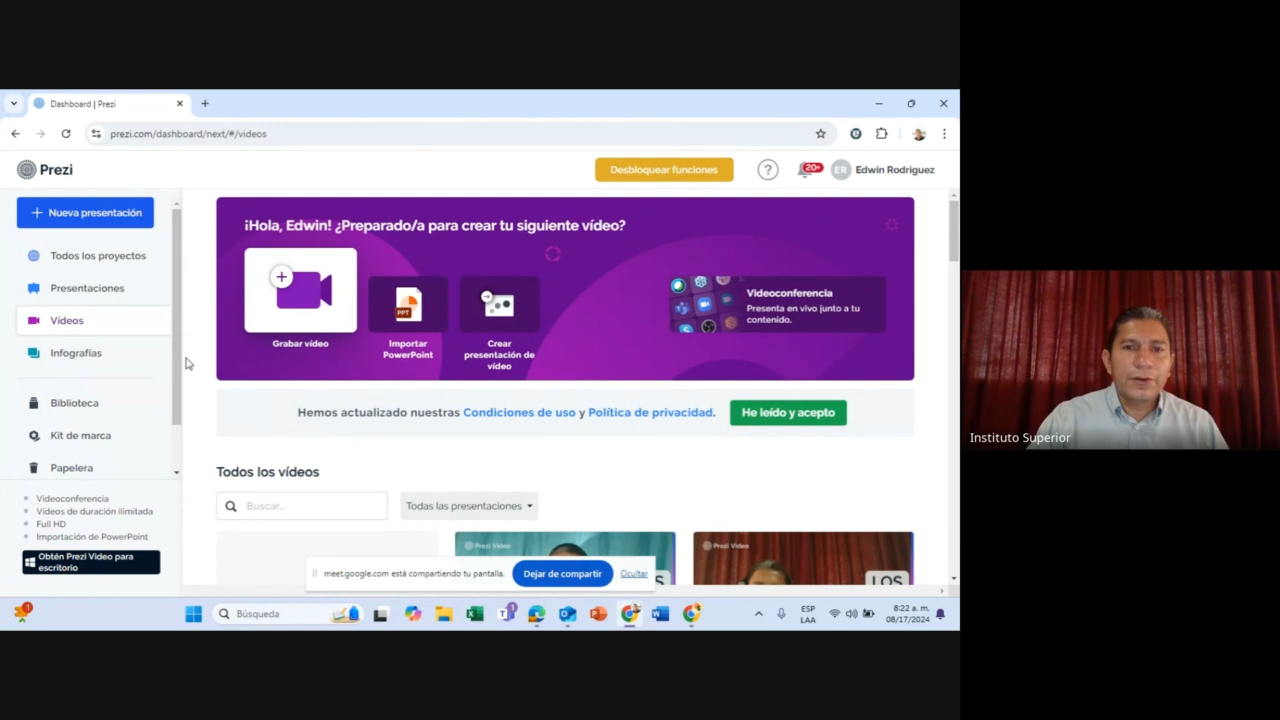 Dashboard | Prezi
prezi.com/dashboard/next/#/videos
Prezi
Desbloquear funciones
?
20+
ER
Edwin Rodriguez
+ Nueva presentación
Todos los proyectos
Presentaciones
Vídeos
Infografías
Biblioteca
Kit de marca
Papelera
Videoconferencia
Vídeos de duración ilimitada
Full HD
Importación de PowerPoint
Obtén Prezi Video para
escritorio
¡Hola, Edwin! ¿Preparado/a para crear tu siguiente vídeo?
Grabar vídeo
PPT
Importar
PowerPoint
Crear
presentación de
vídeo
Videoconferencia
Presenta en vivo junto a tu
contenido.
Hemos actualizado nuestras Condiciones de uso y Política de privacidad.
He leído y acepto
Todos los vídeos
Buscar...
Todas las presentaciones
Prezi Video
S
Prezi Video
LOS
meet.google.com está compartiendo tu pantalla.
Dejar de compartir
Ocultar
Búsqueda
ESP
LAA
8:22 a. m.
08/17/2024
Instituto Superior